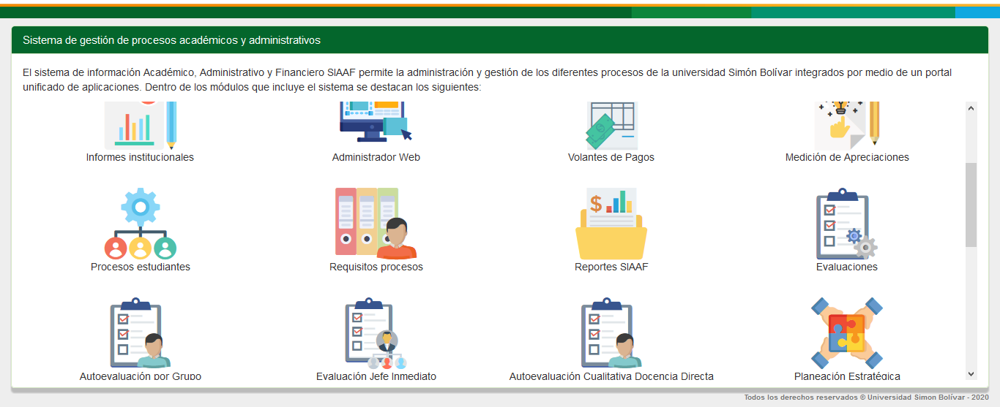 Sistema de gestión de procesos académicos y administrativos
El sistema de información Académico, Administrativo y Financiero SIAAF permite la administración y gestión de los diferentes procesos de la universidad Simón Bolívar integrados por medio de un portal
unificado de aplicaciones. Dentro de los módulos que incluye el sistema se destacan los siguientes:
Informes institucionales
Administrador Web
Volantes de Pagos
Medición de Apreciaciones
Procesos estudiantes
Requisitos procesos
Reportes SIAAF
Evaluaciones
Autoevaluación por Grupo
Evaluación Jefe Inmediato
Autoevaluación Cualitativa Docencia Directa
Planeación Estratégica
Todos los derechos reservados © Universidad Simon Bolívar - 2020